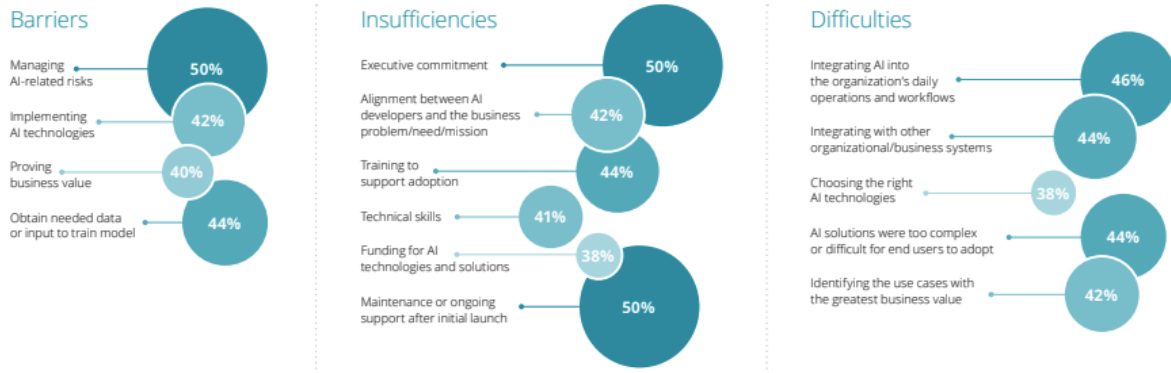 Barriers
Managing
AI-related risks
50%
Implementing
AI technologies
42%
Proving
business value
40%
Obtain needed data
or input to train model
44%
Insufficiencies
Executive commitment
50%
Alignment between AI
developers and the business
problem/need/mission
42%
Training to
support adoption
44%
Technical skills
41%
Funding for AI
technologies and solutions
38%
Maintenance or ongoing
support after initial launch
50%
Difficulties
Integrating AI into
the organization's daily
operations and workflows
46%
Integrating with other
organizational/business systems
44%
Choosing the right
AI technologies
38%
AI solutions were too complex
or difficult for end users to adopt
44%
Identifying the use cases with
the greatest business value
42%